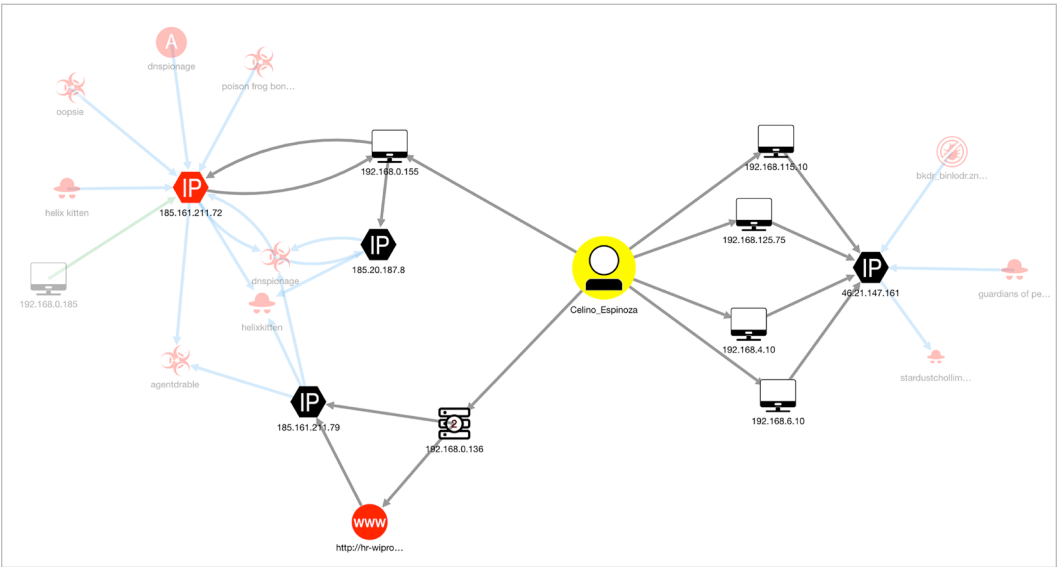 A
dnspionage
poison frog bon...
oopsie
192.168.0.155
192.168.115.10
bkdr_binlodr.zn...
IP
185.161.211.72
helix kitten
192.168.125.75
IP
185.20.187.8
dnspionage
Celino_Espinoza
IP
46.21.147.161
guardians of pe...
192.168.0.185
helixkitten
192.168.4.10
agentdrable
stardustchollim...
IP
185.161.211.79
2
192.168.0.136
192.168.6.10
www
http://hr-wipro...